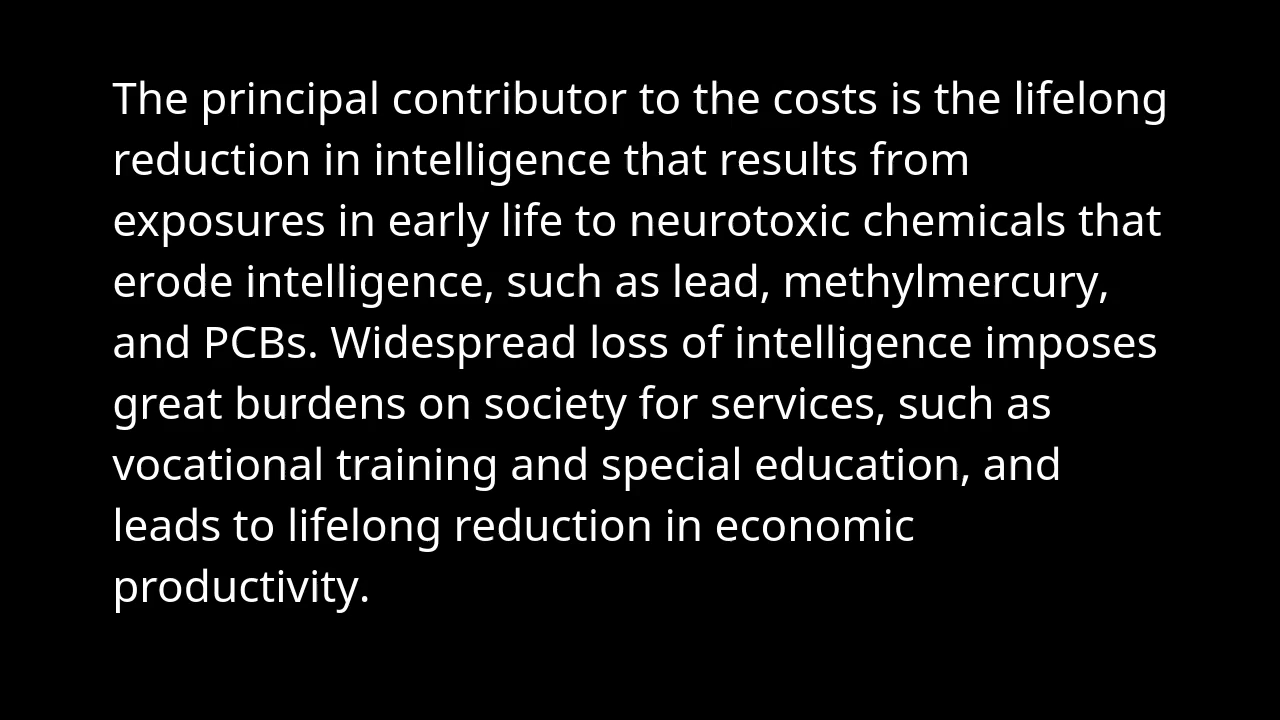 The principal contributor to the costs is the lifelong
reduction in intelligence that results from
exposures in early life to neurotoxic chemicals that
erode intelligence, such as lead, methylmercury,
and PCBs. Widespread loss of intelligence imposes
great burdens on society for services, such as
vocational training and special education, and
leads to lifelong reduction in economic
productivity.